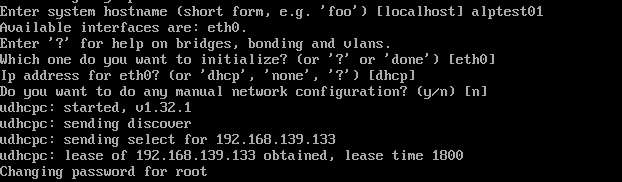 Enter system hostname (short form, e.g. 'foo') [localhost] alptest01
Available interfaces are: eth0.
Enter '?' for help on bridges, bonding and vlans.
Which one do you want to initialize? (or '?' or 'done') [eth0]
Ip address for eth0? (or 'dhcp', 'none', '?') [dhcp]
Do you want to do any manual network configuration? (y/n) [n]
udhcpc: started, v1.32.1
udhcpc: sending discover
udhcpc: sending select for 192.168.139.133
udhcpc: lease of 192.168.139.133 obtained, lease time 1800
Changing password for root